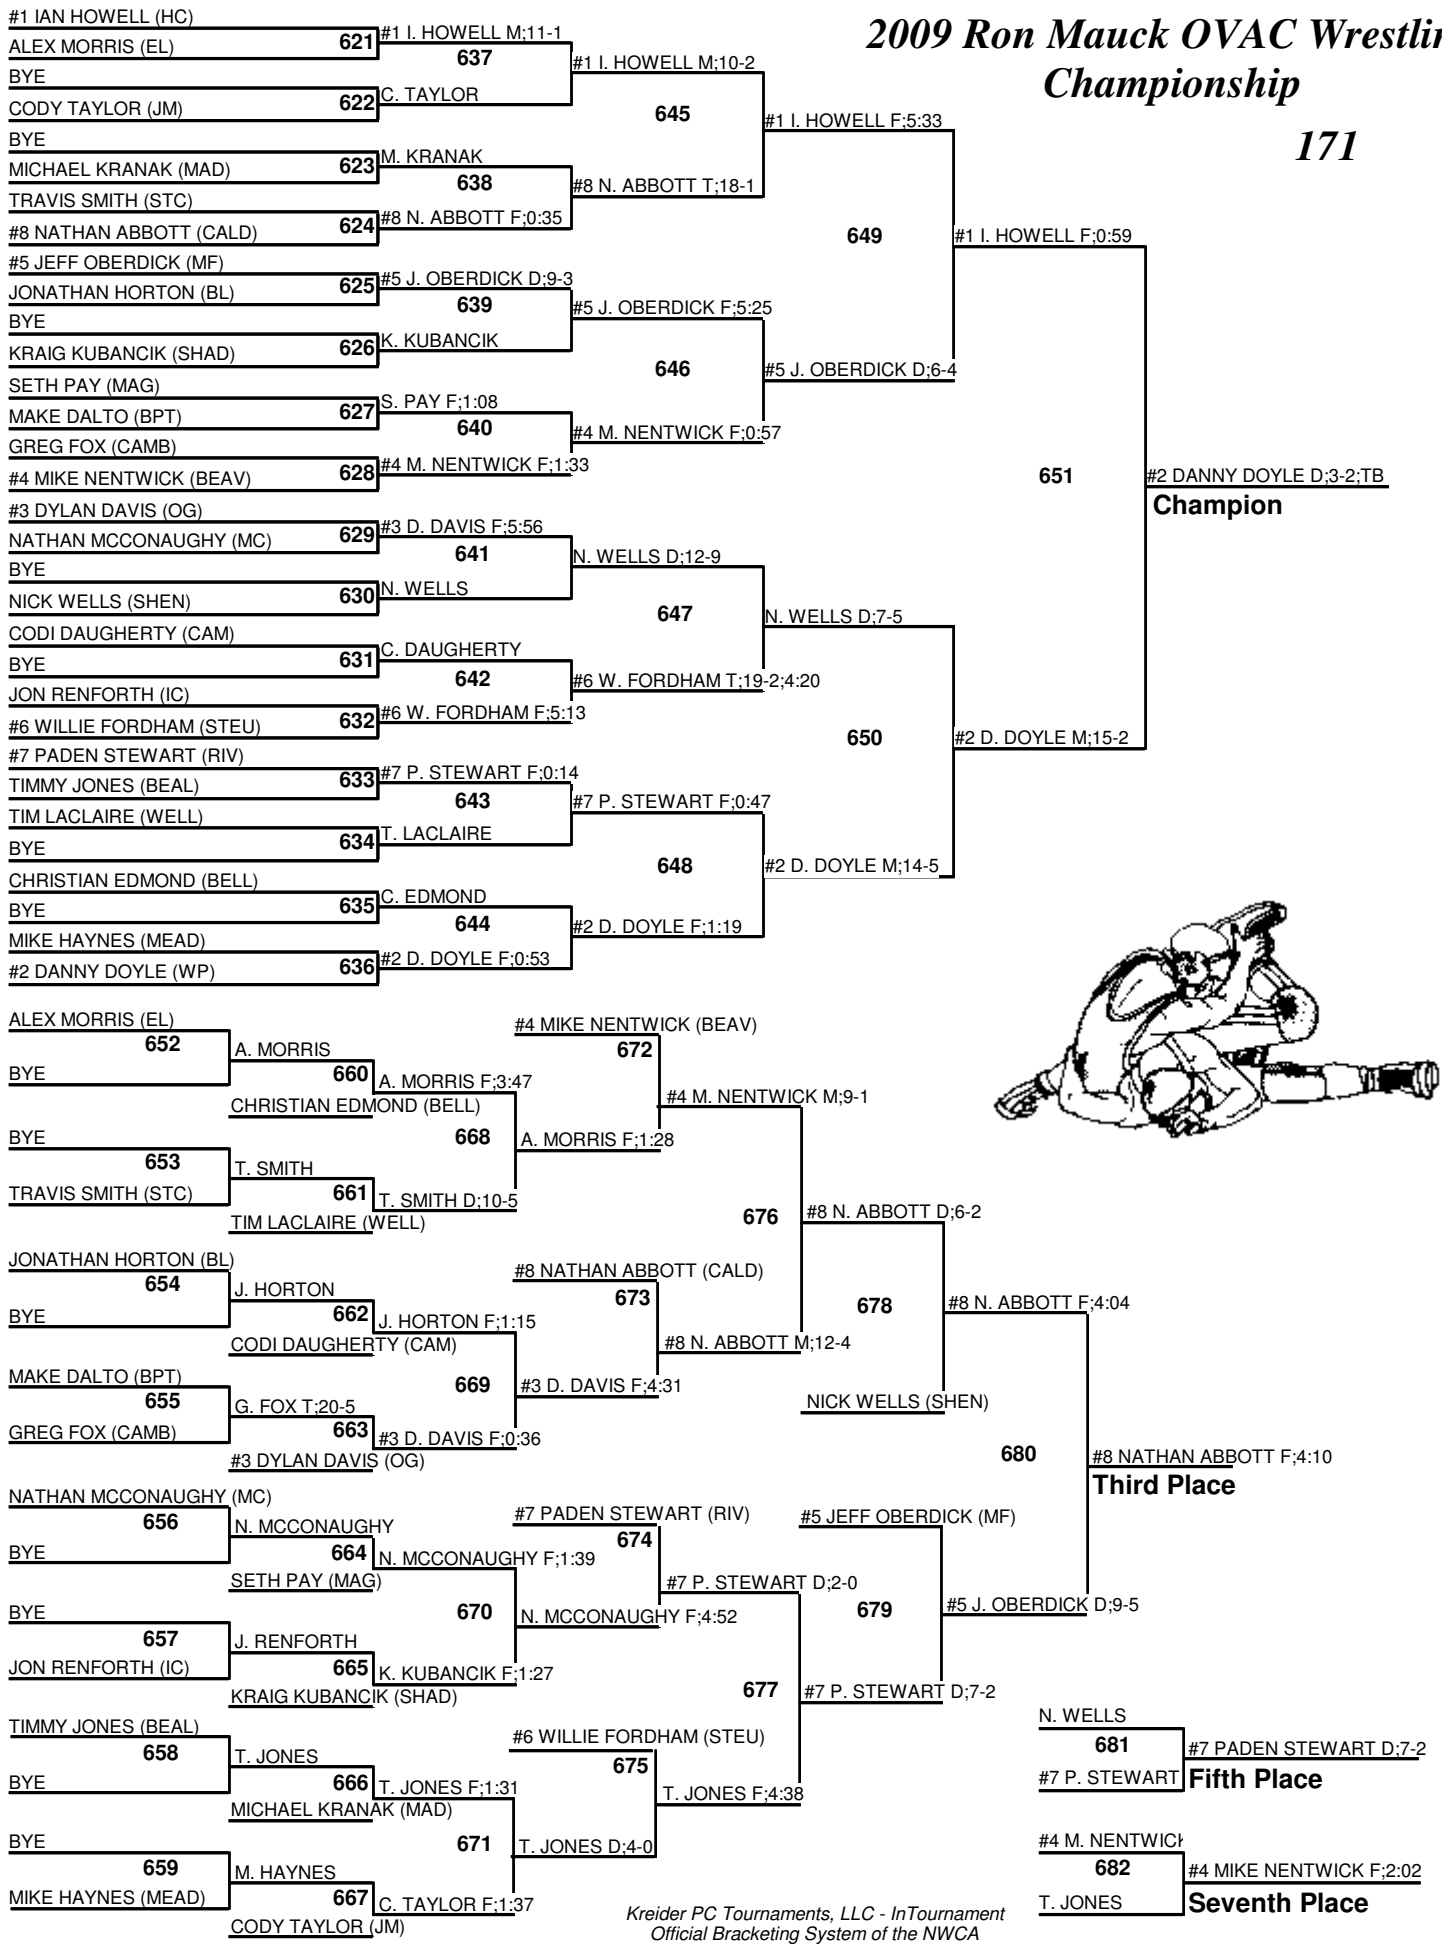 2009 Ron Mauck OVAC Wrestlin
Championship
171
#1 IAN HOWELL (HC)
ALEX MORRIS (EL)
BYE
CODY TAYLOR (JM)
BYE
MICHAEL KRANAK (MAD)
TRAVIS SMITH (STC)
#8 NATHAN ABBOTT (CALD)
#5 JEFF OBERDICK (MF)
JONATHAN HORTON (BL)
BYE
KRAIG KUBANCIK (SHAD)
SETH PAY (MAG)
MAKE DALTO (BPT)
GREG FOX (CAMB)
#4 MIKE NENTWICK (BEAV)
#3 DYLAN DAVIS (OG)
NATHAN MCCONAUGHY (MC)
BYE
NICK WELLS (SHEN)
CODI DAUGHERTY (CAM)
BYE
JON RENFORTH (IC)
#6 WILLIE FORDHAM (STEU)
#7 PADEN STEWART (RIV)
TIMMY JONES (BEAL)
TIM LACLAIRE (WELL)
BYE
CHRISTIAN EDMOND (BELL)
BYE
MIKE HAYNES (MEAD)
#2 DANNY DOYLE (WP)
621
622
623
624
625
626
627
628
629
630
631
632
633
634
635
636
#1 I. HOWELL M;11-1
637
C. TAYLOR
M. KRANAK
638
#8 N. ABBOTT F;0:35
#5 J. OBERDICK D;9-3
639
K. KUBANCIK
S. PAY F;1:08
640
#4 M. NENTWICK F;1:33
#3 D. DAVIS F;5:56
641
N. WELLS
C. DAUGHERTY
642
#6 W. FORDHAM F;5:13
#7 P. STEWART F;0:14
643
T. LACLAIRE
C. EDMOND
644
#2 D. DOYLE F;0:53
#1 I. HOWELL M;10-2
645
#8 N. ABBOTT T;18-1
#5 J. OBERDICK F;5:25
646
#4 M. NENTWICK F;0:57
N. WELLS D;12-9
647
#6 W. FORDHAM T;19-2;4:20
#7 P. STEWART F;0:47
648
#2 D. DOYLE F;1:19
#1 I. HOWELL F;5:33
649
#5 J. OBERDICK D;6-4
N. WELLS D;7-5
650
#2 D. DOYLE M;14-5
#1 I. HOWELL F;0:59
651
#2 D. DOYLE M;15-2
#2 DANNY DOYLE D;3-2;TB
Champion
ALEX MORRIS (EL)
652
BYE
BYE
653
TRAVIS SMITH (STC)
JONATHAN HORTON (BL)
654
BYE
MAKE DALTO (BPT)
655
GREG FOX (CAMB)
NATHAN MCCONAUGHY (MC)
656
BYE
BYE
657
JON RENFORTH (IC)
TIMMY JONES (BEAL)
658
BYE
BYE
659
MIKE HAYNES (MEAD)
A. MORRIS
660
CHRISTIAN EDMOND (BELL)
T. SMITH
661
TIM LACLAIRE (WELL)
J. HORTON
662
CODI DAUGHERTY (CAM)
G. FOX T;20-5
663
#3 DYLAN DAVIS (OG)
N. MCCONAUGHY
664
SETH PAY (MAG)
J. RENFORTH
665
KRAIG KUBANCIK (SHAD)
T. JONES
666
MICHAEL KRANAK (MAD)
M. HAYNES
667
CODY TAYLOR (JM)
A. MORRIS F;3:47
668
T. SMITH D;10-5
J. HORTON F;1:15
669
#3 D. DAVIS F;0:36
N. MCCONAUGHY F;1:39
670
K. KUBANCIK F;1:27
T. JONES F;1:31
671
C. TAYLOR F;1:37
#4 MIKE NENTWICK (BEAV)
672
A. MORRIS F;1:28
#8 NATHAN ABBOTT (CALD)
673
#3 D. DAVIS F;4:31
#7 PADEN STEWART (RIV)
674
N. MCCONAUGHY F;4:52
#6 WILLIE FORDHAM (STEU)
675
T. JONES D;4-0
#4 M. NENTWICK M;9-1
676
#8 N. ABBOTT M;12-4
#7 P. STEWART D;2-0
677
T. JONES F;4:38
#8 N. ABBOTT D;6-2
678
NICK WELLS (SHEN)
#5 JEFF OBERDICK (MF)
679
#7 P. STEWART D;7-2
#8 N. ABBOTT F;4:04
680
#5 J. OBERDICK D;9-5
#8 NATHAN ABBOTT F;4:10
Third Place
N. WELLS
681
#7 P. STEWART
#7 PADEN STEWART D;7-2
Fifth Place
#4 M. NENTWICK
682
T. JONES
#4 MIKE NENTWICK F;2:02
Seventh Place
Kreider PC Tournaments, LLC - InTournament
Official Bracketing System of the NWCA